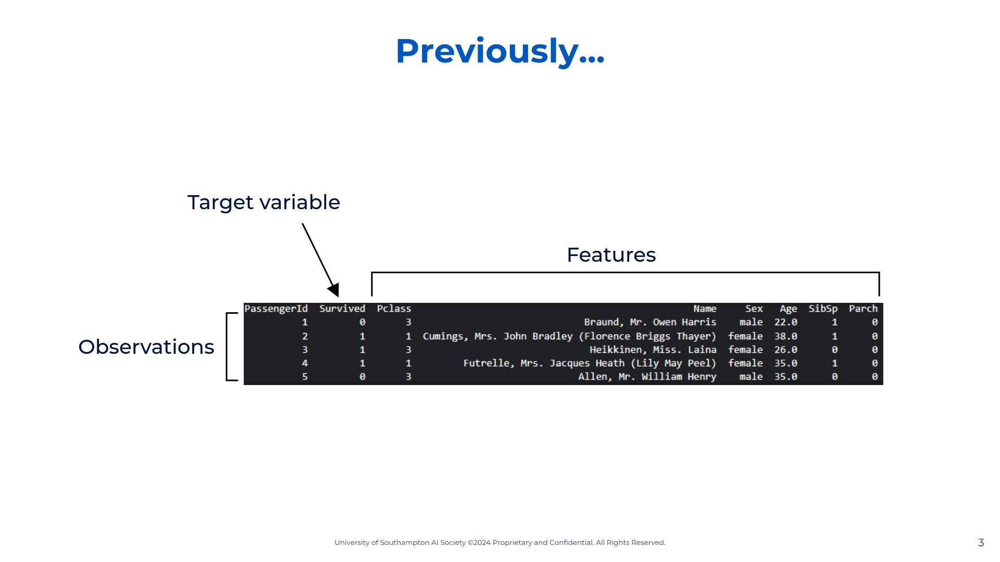 Previously...
Target variable
Features
Observations
PassengerId Survived Pclass Name Sex Age SibSp Parch
1 0 3 Braund, Mr. Owen Harris male 22.0 1 0
2 1 1 Cumings, Mrs. John Bradley (Florence Briggs Thayer) female 38.0 1 0
3 1 3 Heikkinen, Miss. Laina female 26.0 0 0
4 1 1 Futrelle, Mrs. Jacques Heath (Lily May Peel) female 35.0 1 0
5 0 3 Allen, Mr. William Henry male 35.0 0 0
University of Southampton AI Society ©2024 Proprietary and Confidential. All Rights Reserved.
3